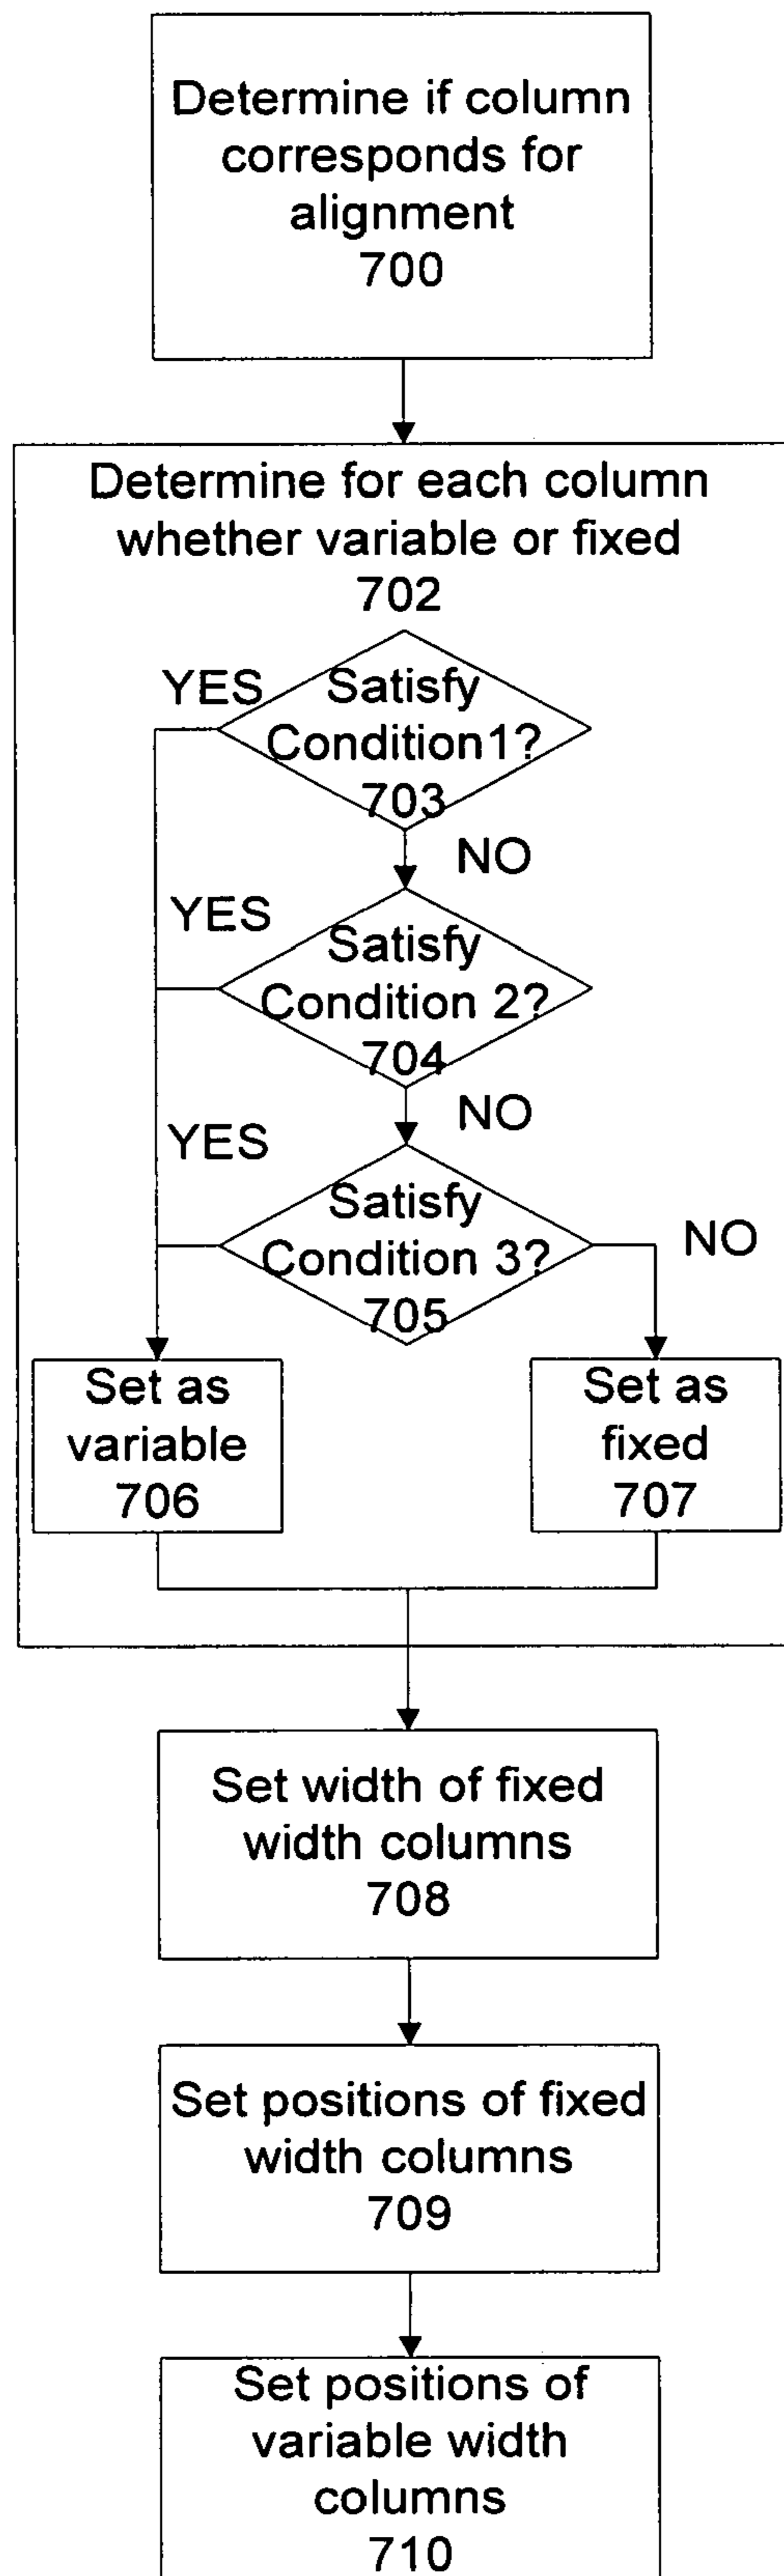 Determine if column
corresponds for
alignment
700
Determine for each column
whether variable or fixed
702
YES
Satisfy
Condition1?
703
NO
YES
Satisfy
Condition 2?
704
NO
YES
Satisfy
Condition 3?
705
NO
Set as
variable
706
Set as
fixed
707
Set width of fixed
width columns
708
Set positions of fixed
width columns
709
Set positions of
variable width
columns
710